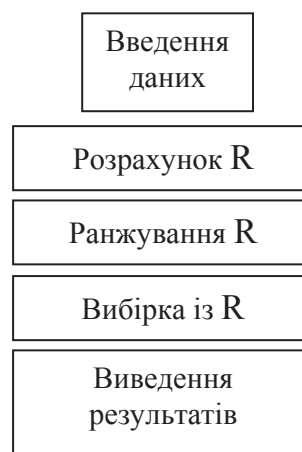 Введення
даних
Розрахунок R
Ранжування R
Вибірка із R
Виведення
результатів